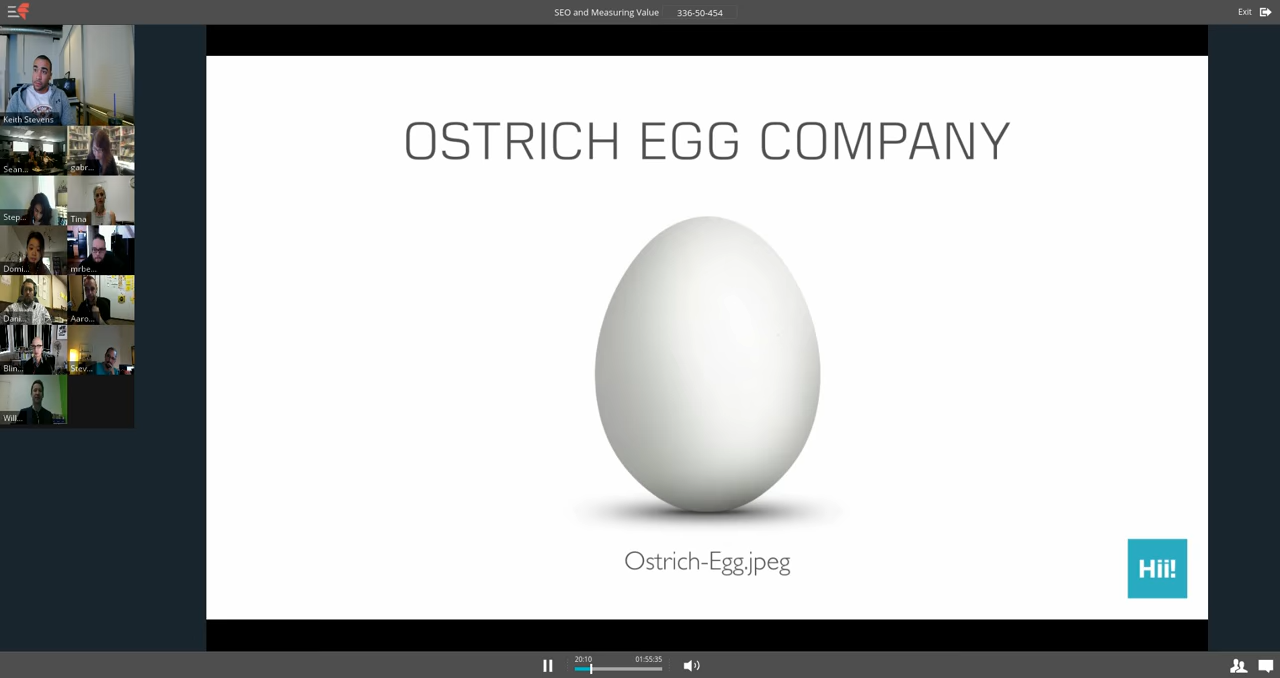 SEO and Measuring Value 336-50-454
Exit
Keith Stevens
Sean...
gabr...
Step...
Tina
Domi...
mrbe...
Dani...
Aaro...
Blin...
Stev...
Will...
OSTRICH EGG COMPANY
Ostrich-Egg.jpeg
Hii!
20:10
01:55:35